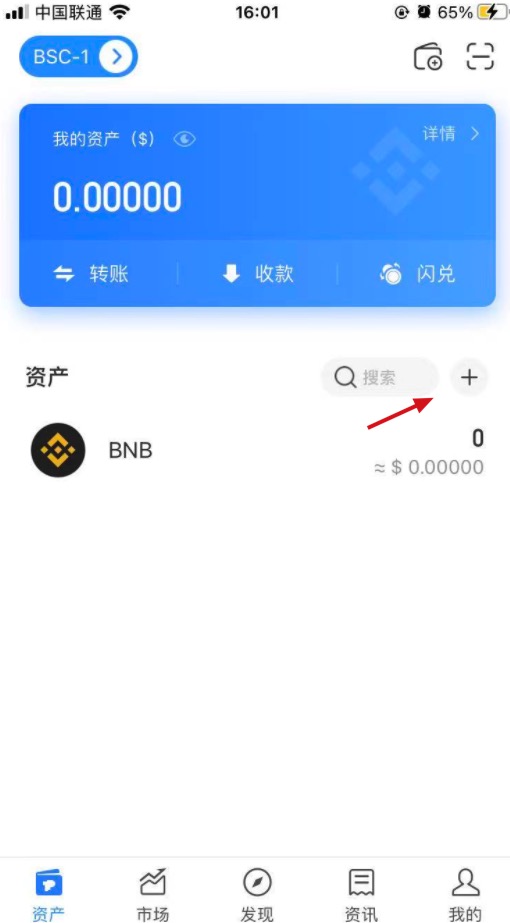 中国联通 16:01 65%
BSC-1
我的资产（$） 详情
0.00000
转账 收款 闪兑
资产 搜索
BNB 0
≈ $ 0.00000
资产 市场 发现 资讯 我的